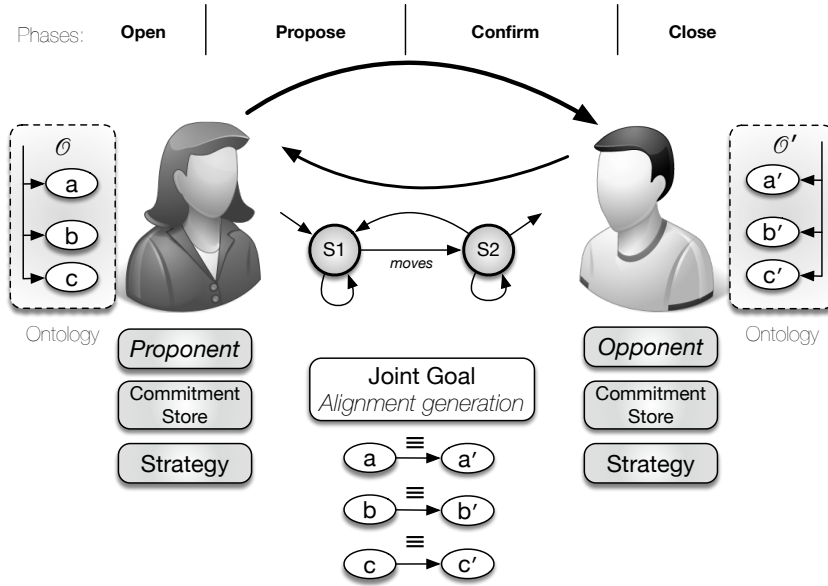 Phases: Open Propose Confirm Close
𝒪
a
b
c
Ontology
𝒪′
a′
b′
c′
Ontology
S1
moves
S2
Proponent
Commitment
Store
Strategy
Joint Goal
Alignment generation
a ≡ a′
b ≡ b′
c ≡ c′
Opponent
Commitment
Store
Strategy